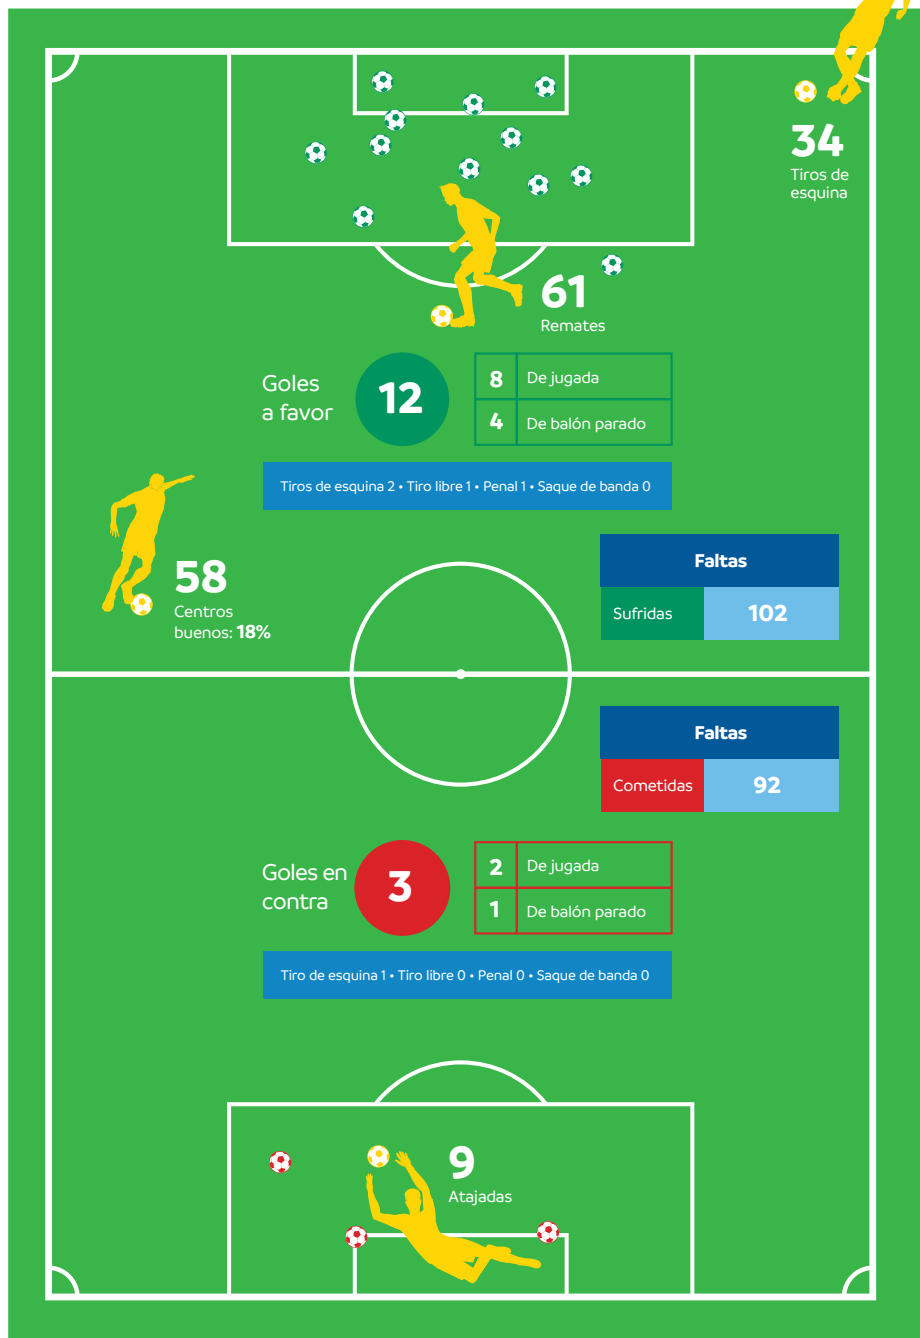 34
Tiros de
esquina
61
Remates
Goles
a favor
12
8 De jugada
4 De balón parado
Tiros de esquina 2 • Tiro libre 1 • Penal 1 • Saque de banda 0
58
Centros
buenos: 18%
Faltas
Sufridas 102
Faltas
Cometidas 92
Goles en
contra
3
2 De jugada
1 De balón parado
Tiro de esquina 1 • Tiro libre 0 • Penal 0 • Saque de banda 0
9
Atajadas